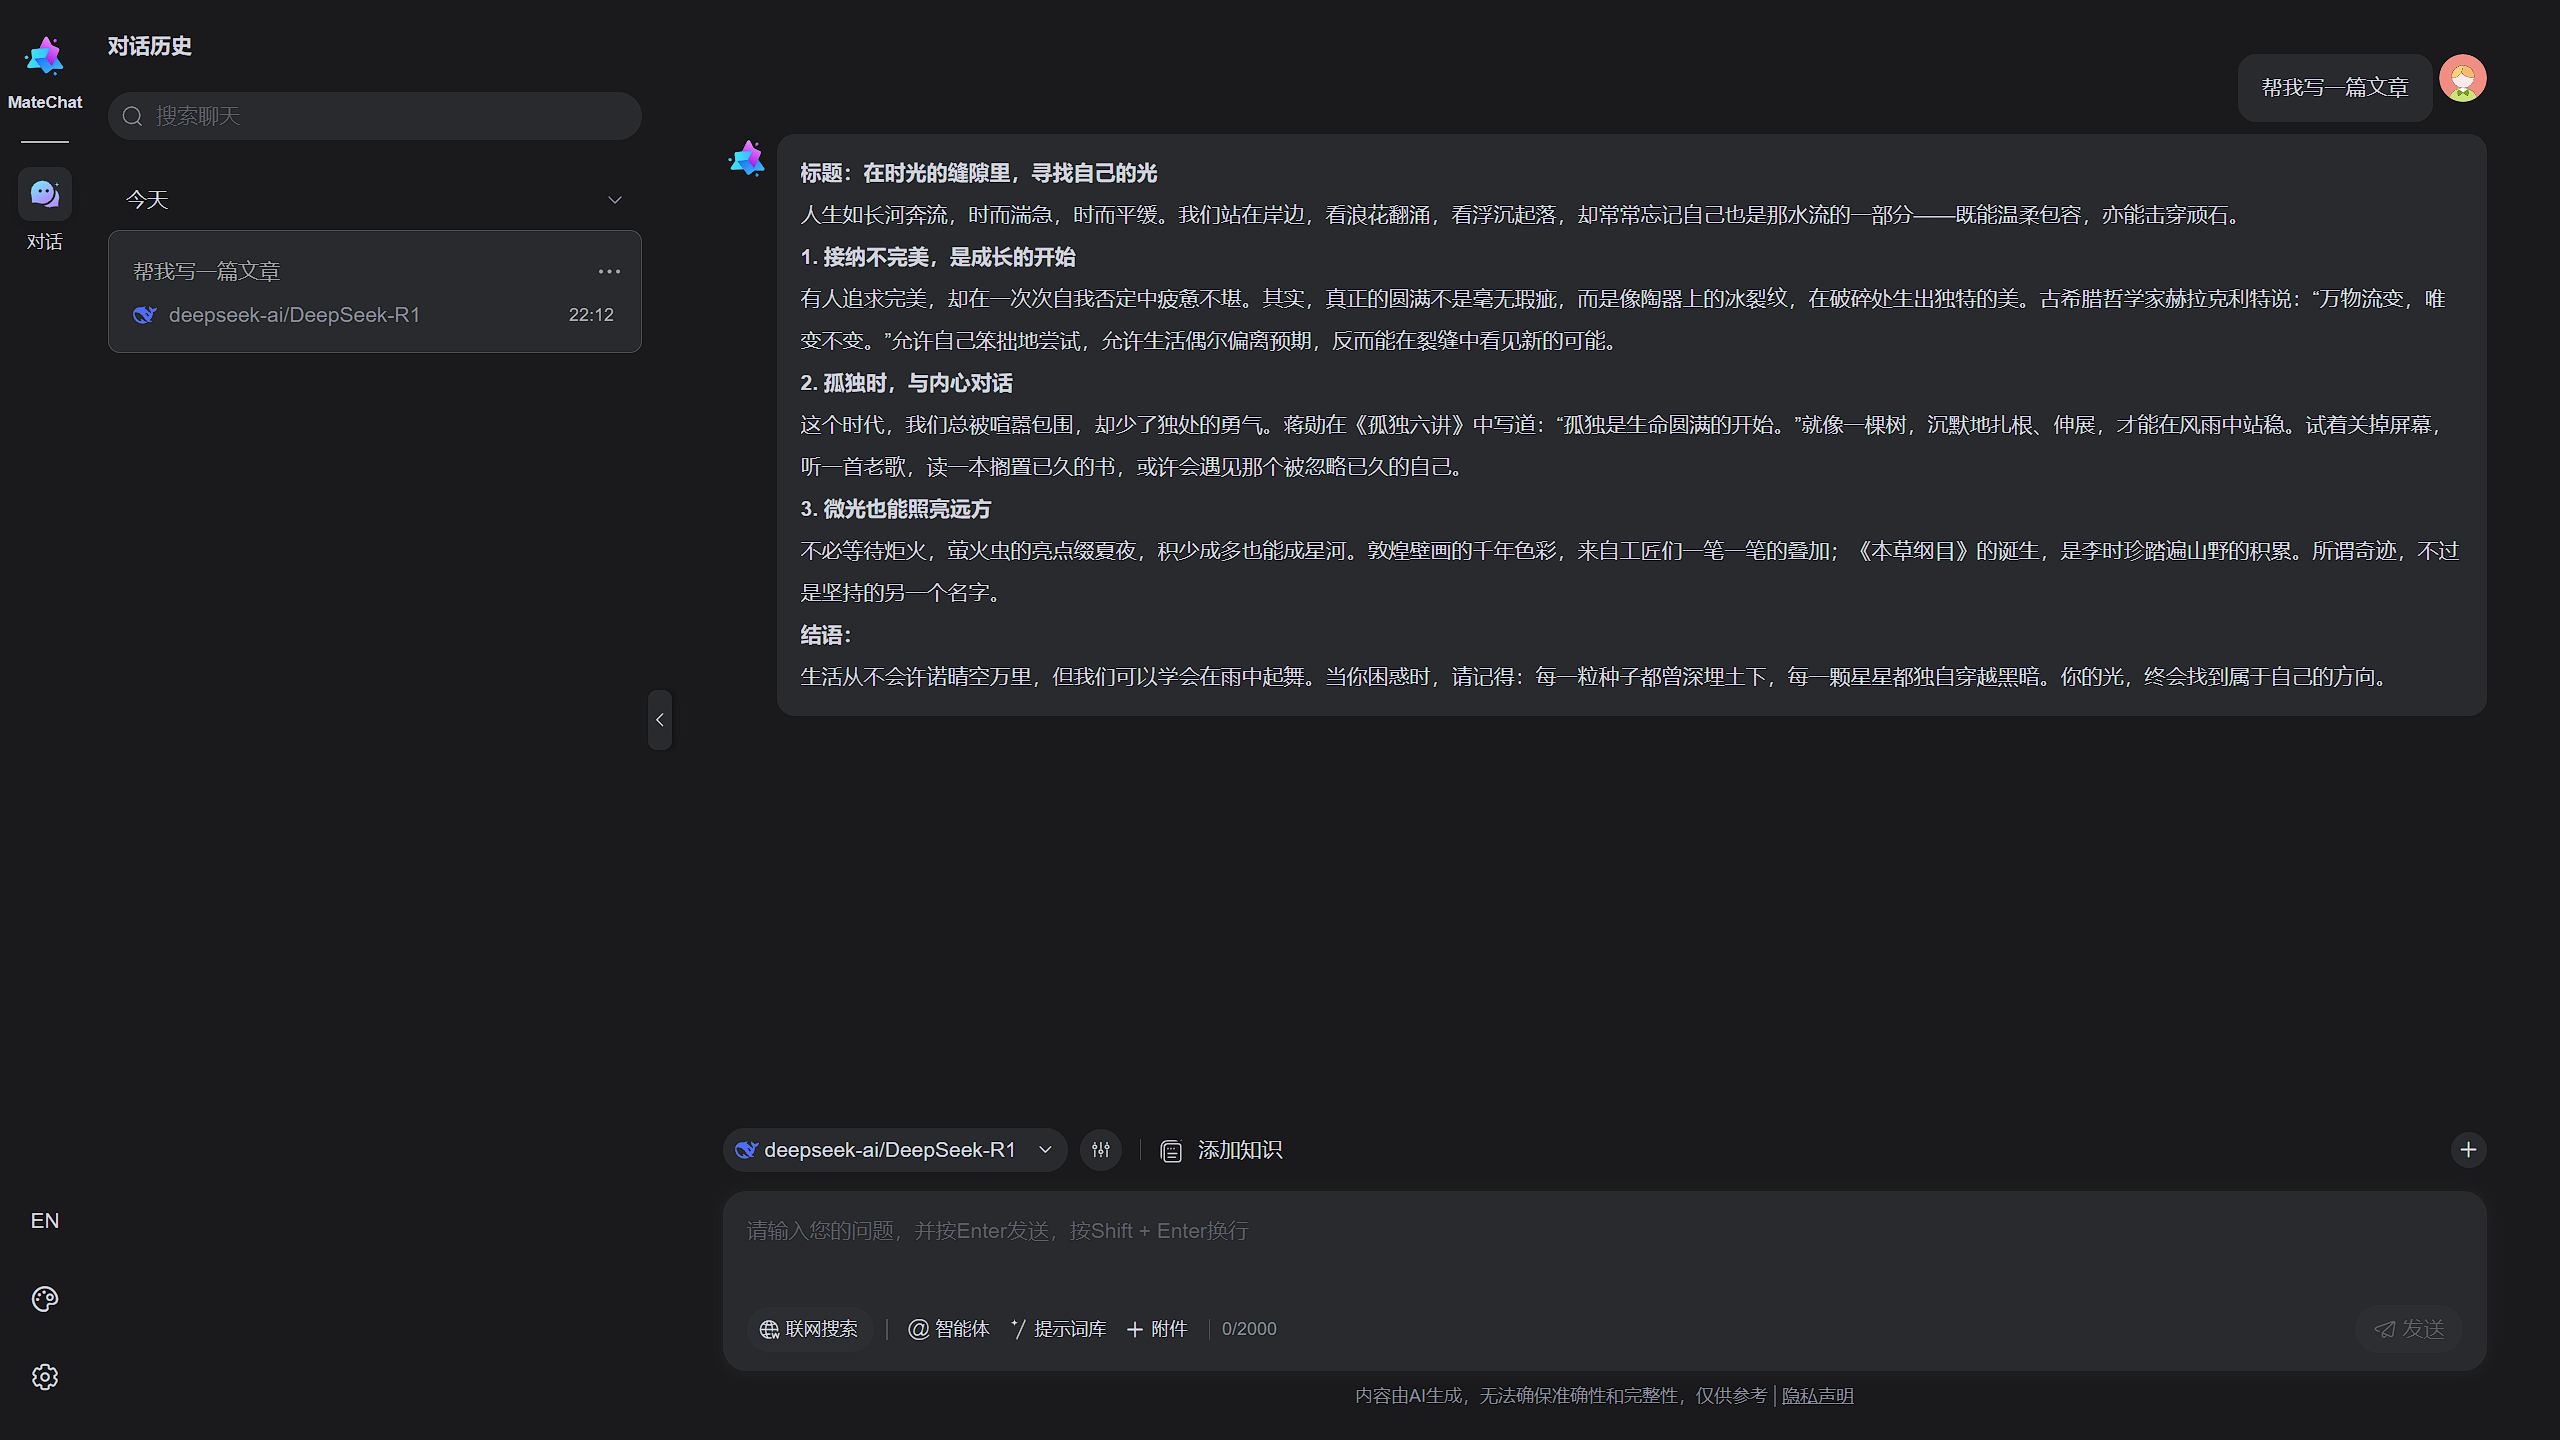 MateChat
对话
EN
对话历史
搜索聊天
今天
帮我写一篇文章
deepseek-ai/DeepSeek-R1 22:12
帮我写一篇文章
标题：在时光的缝隙里，寻找自己的光
人生如长河奔流，时而湍急，时而平缓。我们站在岸边，看浪花翻涌，看浮沉起落，却常常忘记自己也是那水流的一部分——既能温柔包容，亦能击穿顽石。
1. 接纳不完美，是成长的开始
有人追求完美，却在一次次自我否定中疲惫不堪。其实，真正的圆满不是毫无瑕疵，而是像陶器上的冰裂纹，在破碎处生出独特的美。古希腊哲学家赫拉克利特说：“万物流变，唯
变不变。”允许自己笨拙地尝试，允许生活偶尔偏离预期，反而能在裂缝中看见新的可能。
2. 孤独时，与内心对话
这个时代，我们总被喧嚣包围，却少了独处的勇气。蒋勋在《孤独六讲》中写道：“孤独是生命圆满的开始。”就像一棵树，沉默地扎根、伸展，才能在风雨中站稳。试着关掉屏幕，
听一首老歌，读一本搁置已久的书，或许会遇见那个被忽略已久的自己。
3. 微光也能照亮远方
不必等待炬火，萤火虫的亮点缀夏夜，积少成多也能成星河。敦煌壁画的千年色彩，来自工匠们一笔一笔的叠加；《本草纲目》的诞生，是李时珍踏遍山野的积累。所谓奇迹，不过
是坚持的另一个名字。
结语：
生活从不会许诺晴空万里，但我们可以学会在雨中起舞。当你困惑时，请记得：每一粒种子都曾深埋土下，每一颗星星都独自穿越黑暗。你的光，终会找到属于自己的方向。
deepseek-ai/DeepSeek-R1 添加知识
请输入您的问题，并按Enter发送，按Shift + Enter换行
联网搜索 智能体 提示词库 附件 0/2000 发送
内容由AI生成，无法确保准确性和完整性，仅供参考 | 隐私声明